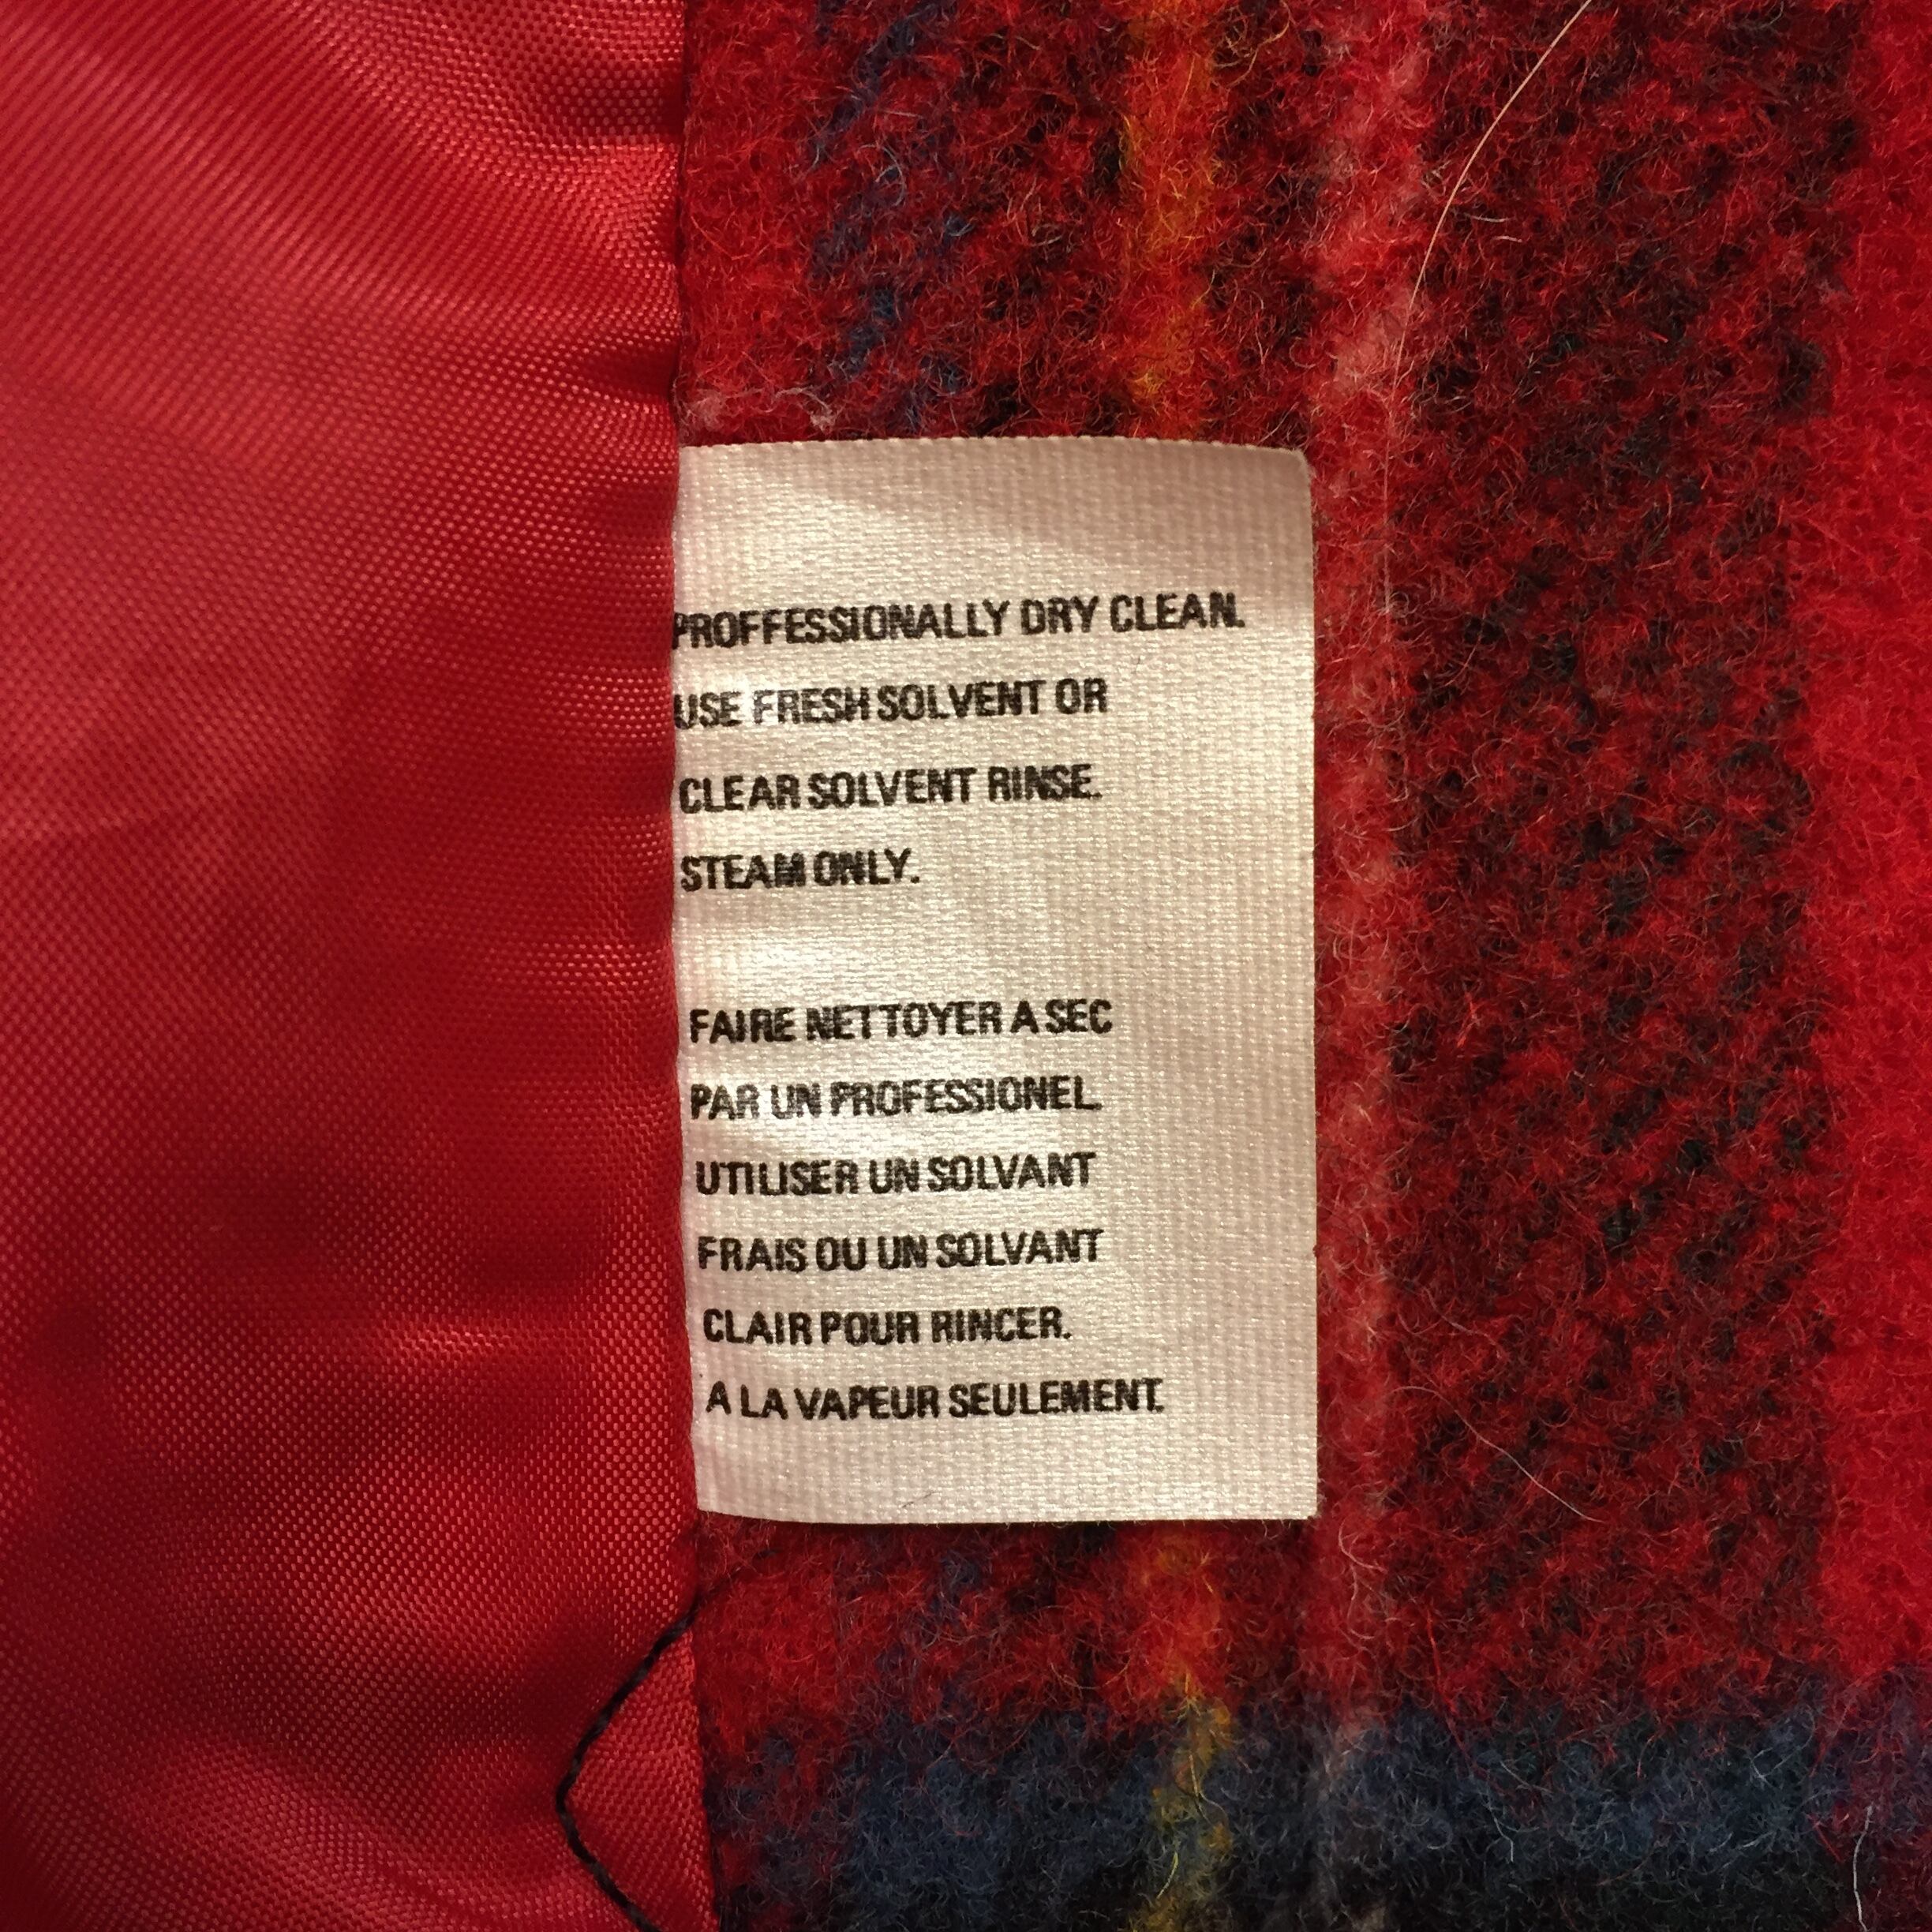 PROFFESSIONALLY DRY CLEAN.
USE FRESH SOLVENT OR
CLEAR SOLVENT RINSE.
STEAM ONLY.
FAIRE NETTOYER A SEC
PAR UN PROFESSIONEL.
UTILISER UN SOLVANT
FRAIS OU UN SOLVANT
CLAIR POUR RINCER.
A LA VAPEUR SEULEMENT.